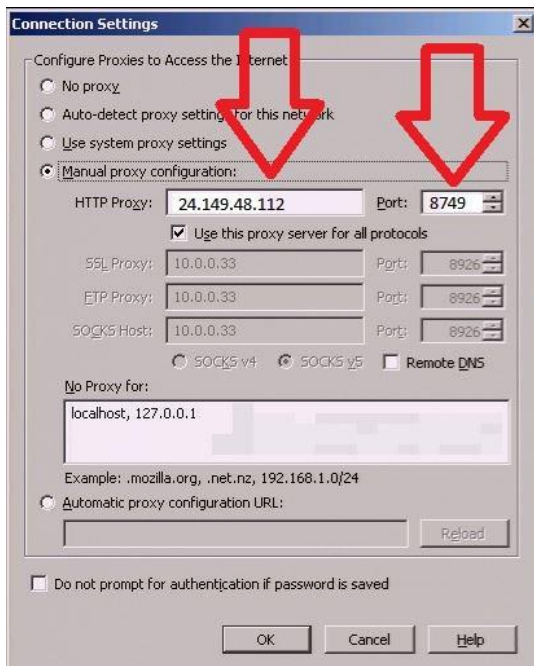 Connection Settings
Configure Proxies to Access the Internet
No proxy
Auto-detect proxy settings for this network
Use system proxy settings
Manual proxy configuration:
HTTP Proxy: 24.149.48.112 Port: 8749
Use this proxy server for all protocols
SSL Proxy: 10.0.0.33 Port: 8926
FTP Proxy: 10.0.0.33 Port: 8926
SOCKS Host: 10.0.0.33 Port: 8926
SOCKS v4 SOCKS v5 Remote DNS
No Proxy for:
localhost, 127.0.0.1
Example: .mozilla.org, .net.nz, 192.168.1.0/24
Automatic proxy configuration URL:
Reload
Do not prompt for authentication if password is saved
OK Cancel Help